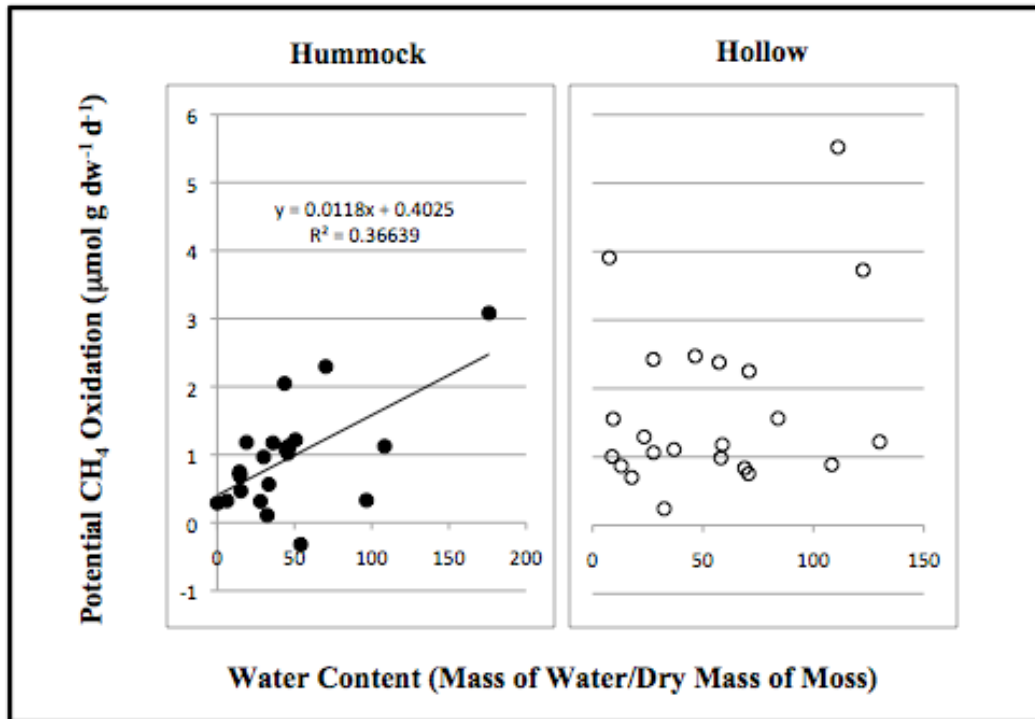 Hummock
Hollow
Potential CH₄ Oxidation (µmol g dw⁻¹ d⁻¹)
6
5
4
3
2
1
0
-1
y = 0.0118x + 0.4025
R² = 0.36639
0 50 100 150 200
0 50 100 150
Water Content (Mass of Water/Dry Mass of Moss)